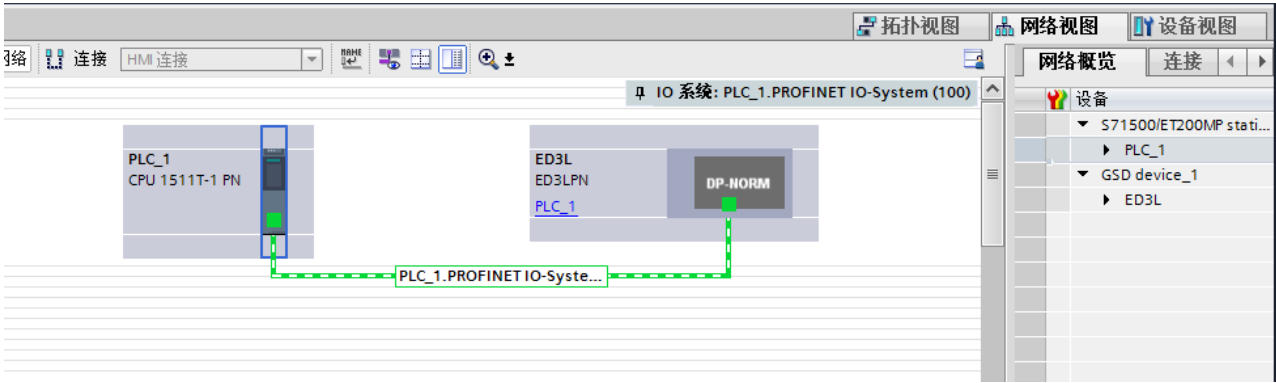 拓扑视图 网络视图 设备视图
网络 连接 HMI 连接
网络概览 连接
IO 系统: PLC_1.PROFINET IO-System (100)
设备
S71500/ET200MP stati...
PLC_1
GSD device_1
ED3L
PLC_1
CPU 1511T-1 PN
ED3L
ED3LPN
PLC_1
DP-NORM
PLC_1.PROFINET IO-Syste...